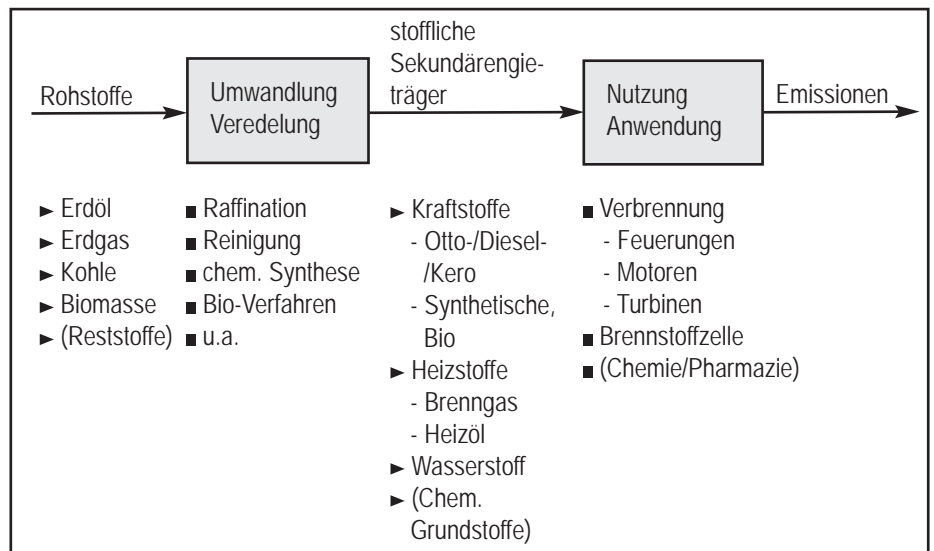 Rohstoffe
Umwandlung
Veredelung
stoffliche
Sekundärengie-
träger
Nutzung
Anwendung
Emissionen
► Erdöl
► Erdgas
► Kohle
► Biomasse
► (Reststoffe)
■ Raffination
■ Reinigung
■ chem. Synthese
■ Bio-Verfahren
■ u.a.
► Kraftstoffe
- Otto-/Diesel-
/Kero
- Synthetische,
Bio
► Heizstoffe
- Brenngas
- Heizöl
► Wasserstoff
► (Chem.
Grundstoffe)
■ Verbrennung
- Feuerungen
- Motoren
- Turbinen
■ Brennstoffzelle
■ (Chemie/Pharmazie)